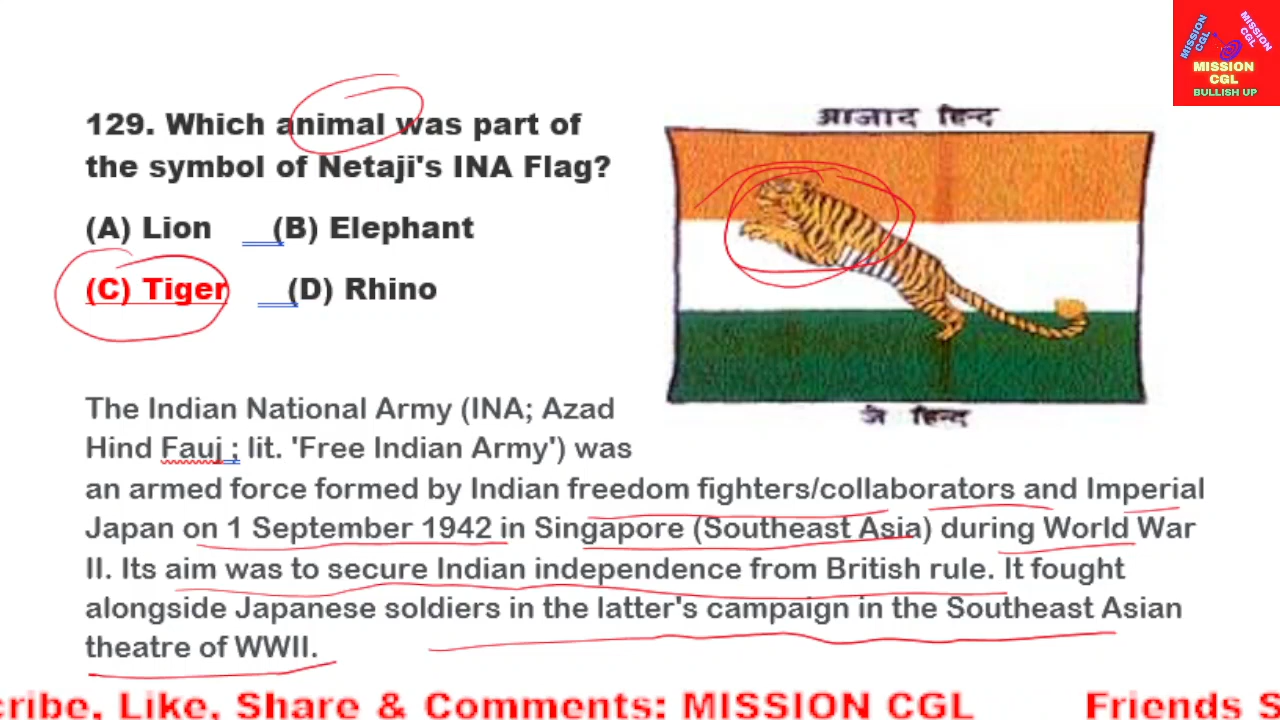 MISSION CGL
MISSION CGL
MISSION
CGL
BULLISH UP
129. Which animal was part of
the symbol of Netaji's INA Flag?
(A) Lion (B) Elephant
(C) Tiger (D) Rhino
आजाद हिन्द
जे हिन्द
The Indian National Army (INA; Azad
Hind Fauj ; lit. 'Free Indian Army') was
an armed force formed by Indian freedom fighters/collaborators and Imperial
Japan on 1 September 1942 in Singapore (Southeast Asia) during World War
II. Its aim was to secure Indian independence from British rule. It fought
alongside Japanese soldiers in the latter's campaign in the Southeast Asian
theatre of WWII.
cribe, Like, Share & Comments: MISSION CGL Friends S